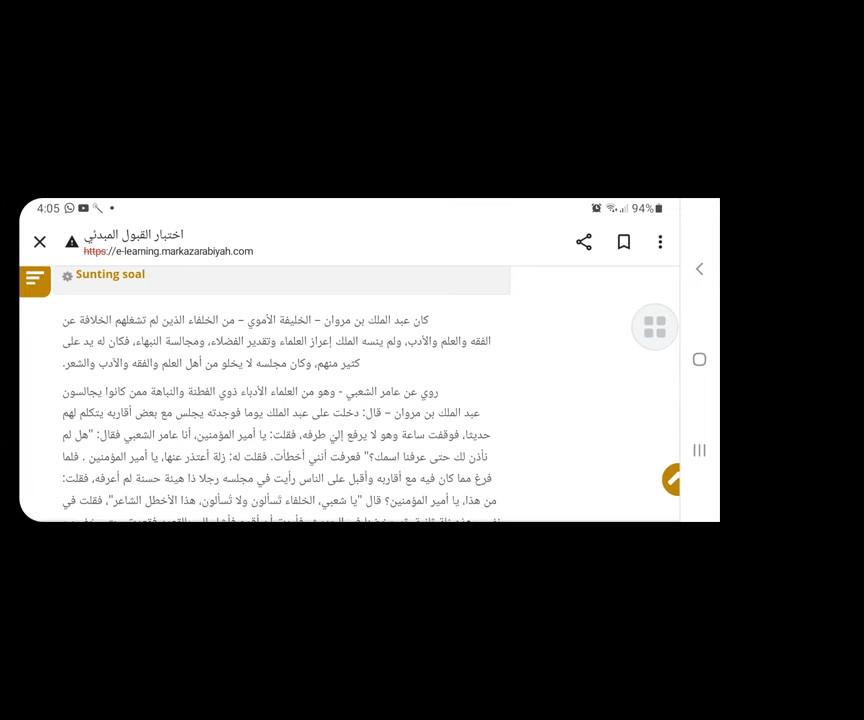 4:05
94%
اختبار القبول المبدئي
https://e-learning.markazarabiyah.com
Sunting soal
كان عبد الملك بن مروان – الخليفة الأموي – من الخلفاء الذين لم تشغلهم الخلافة عن
الفقه والعلم والأدب، ولم ينسه الملك إعزاز العلماء وتقدير الفضلاء، ومجالسة النبهاء، فكان له يد على
كثير منهم، وكان مجلسه لا يخلو من أهل العلم والفقه والآدب والشعر.
روي عن عامر الشعبي - وهو من العلماء الأدباء ذوي الفطنة والنباهة ممن كانوا يجالسون
عبد الملك بن مروان – قال: دخلت على عبد الملك يوما فوجدته يجلس مع بعض أقاربه يتكلم لهم
حديثا، فوقفت ساعة وهو لا يرفع إليّ طرفه، فقلت: يا أمير المؤمنين، أنا عامر الشعبي فقال: "هل لم
نأذن لك حتى عرفنا اسمك؟" فعرفت أنني أخطأت. فقلت له: زلة أعتذر عنها، يا أمير المؤمنين . فلما
فرغ مما كان فيه مع أقاربه وأقبل على الناس رأيت في مجلسه رجلا ذا هيئة حسنة لم أعرفه، فقلت:
من هذا، يا أمير المؤمنين؟ قال "يا شعبي، الخلفاء تَسألون ولا تُسألون، هذا الأخطل الشاعر"، فقلت في